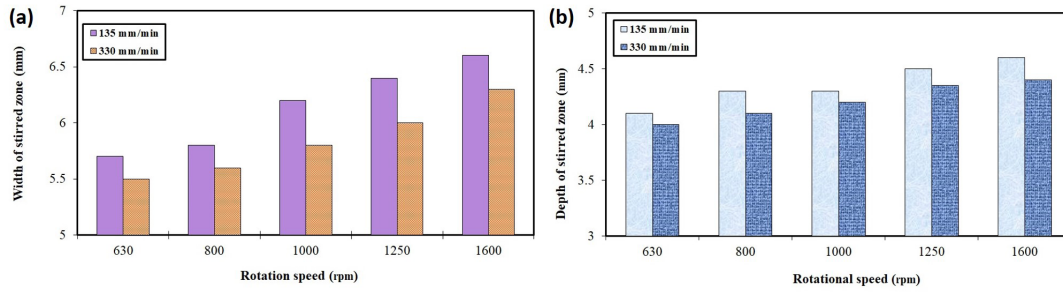 (a)
Width of stirred zone (mm)
7
6.5
6
5.5
5
135 mm/min
330 mm/min
630 800 1000 1250 1600
Rotation speed (rpm)
(b)
Depth of stirred zone (mm)
5
4.5
4
3.5
3
135 mm/min
330 mm/min
630 800 1000 1250 1600
Rotational speed (rpm)